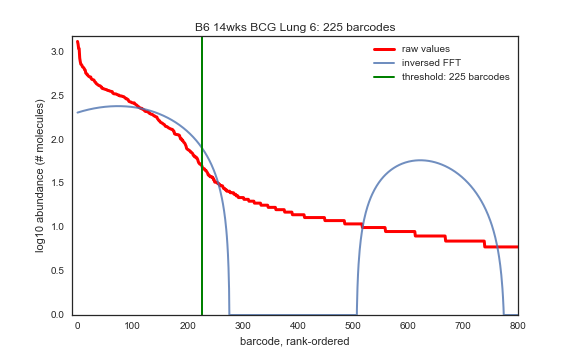 B6 14wks BCG Lung 6: 225 barcodes
raw values
inversed FFT
threshold: 225 barcodes
log10 abundance (# molecules)
3.0
2.5
2.0
1.5
1.0
0.5
0.0
0 100 200 300 400 500 600 700 800
barcode, rank-ordered